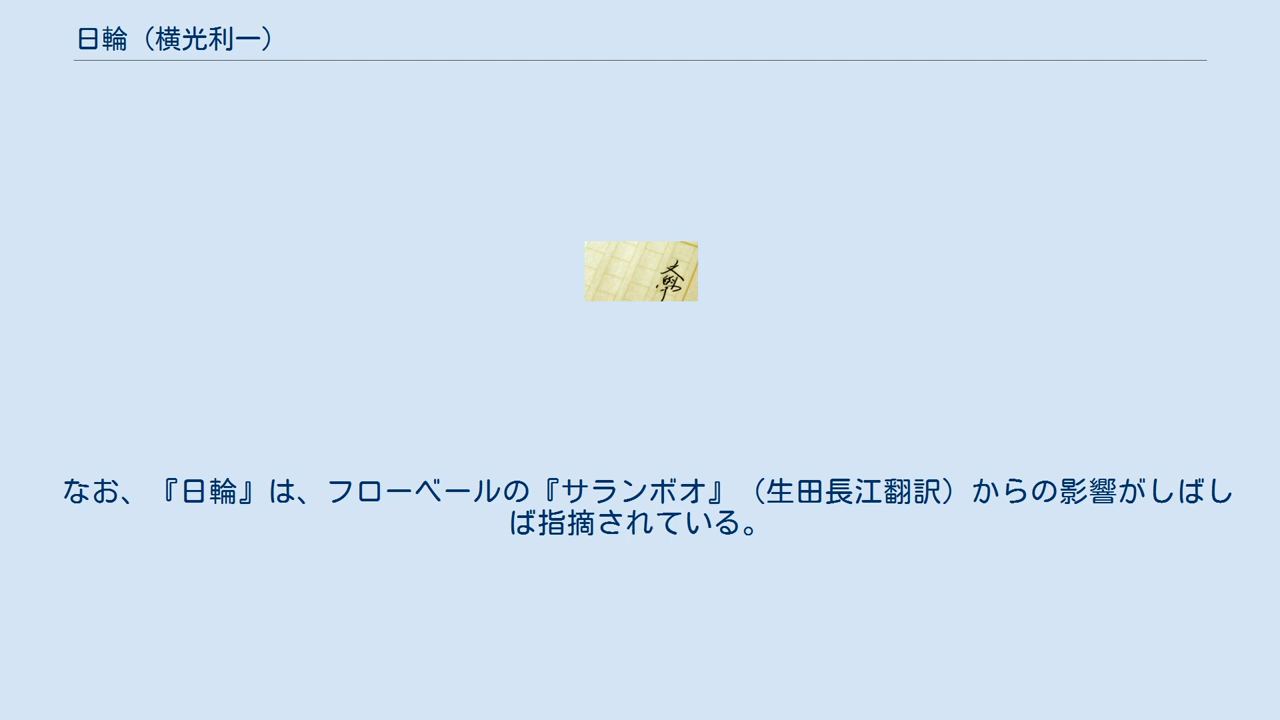 日輪（横光利一）
なお、『日輪』は、フローベールの『サランボオ』（生田長江翻訳）からの影響がしばし
ば指摘されている。